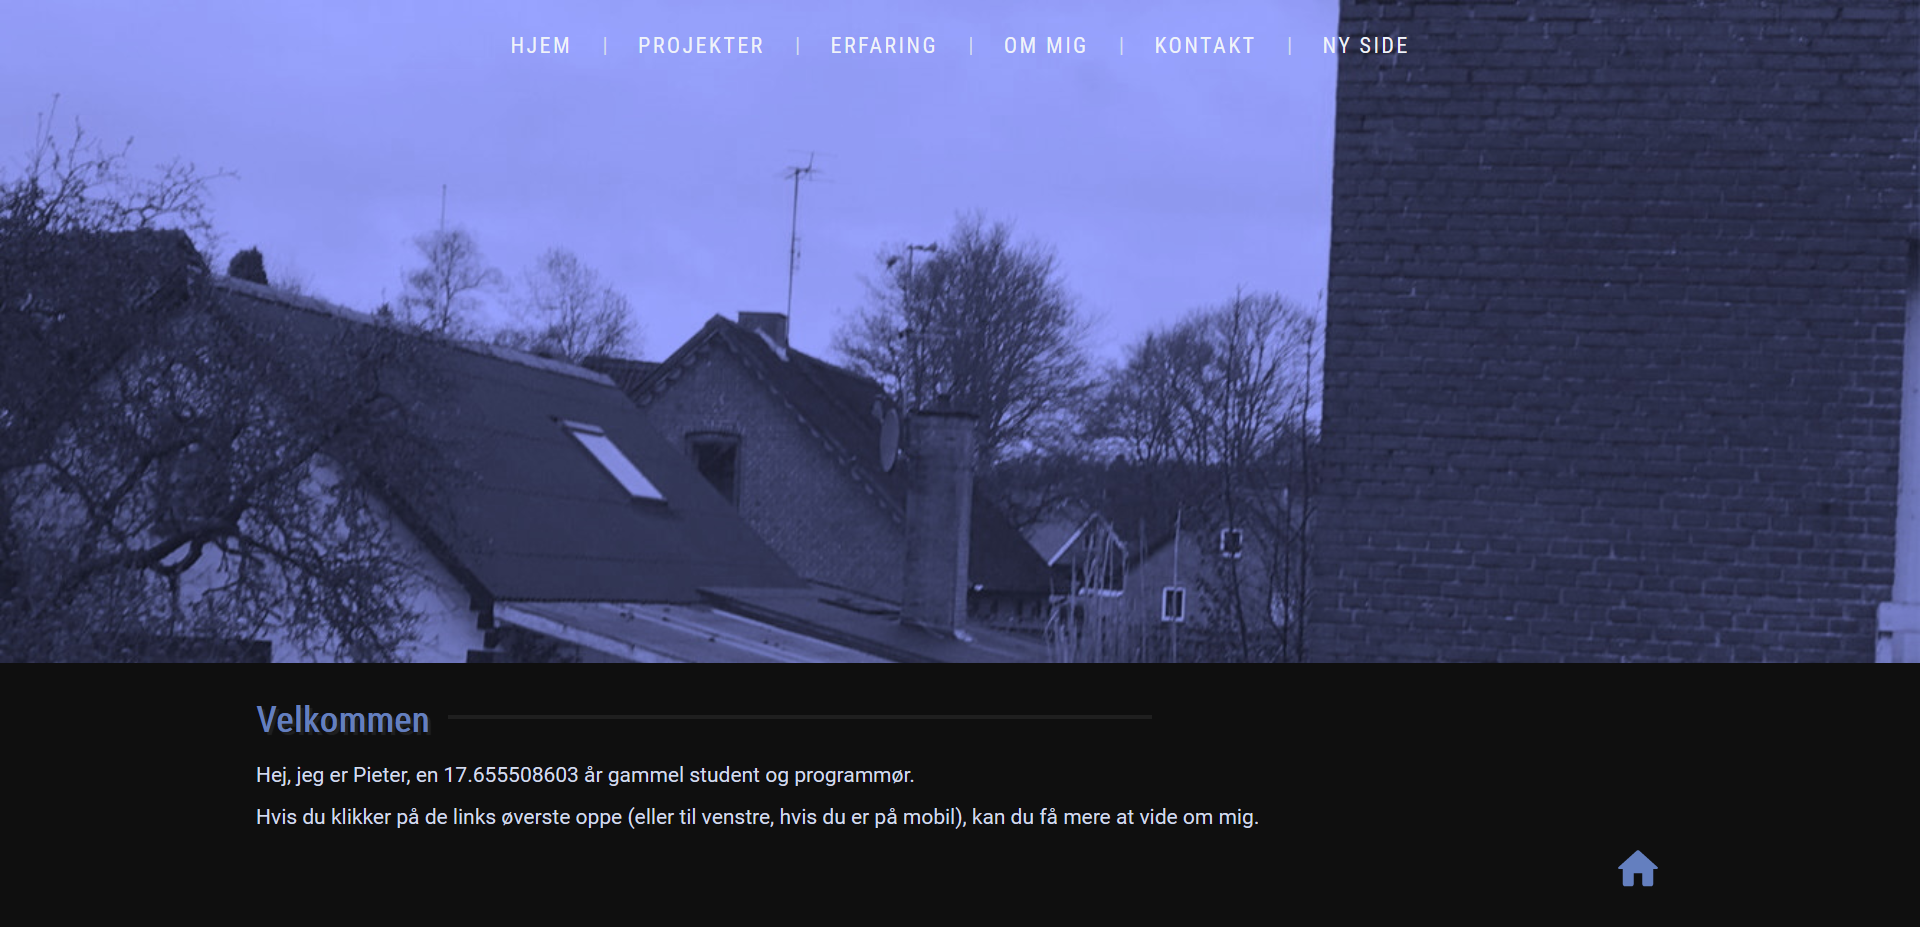 HJEM | PROJEKTER | ERFARING | OM MIG | KONTAKT | NY SIDE
Velkommen
Hej, jeg er Pieter, en 17.655508603 år gammel student og programmør.
Hvis du klikker på de links øverste oppe (eller til venstre, hvis du er på mobil), kan du få mere at vide om mig.